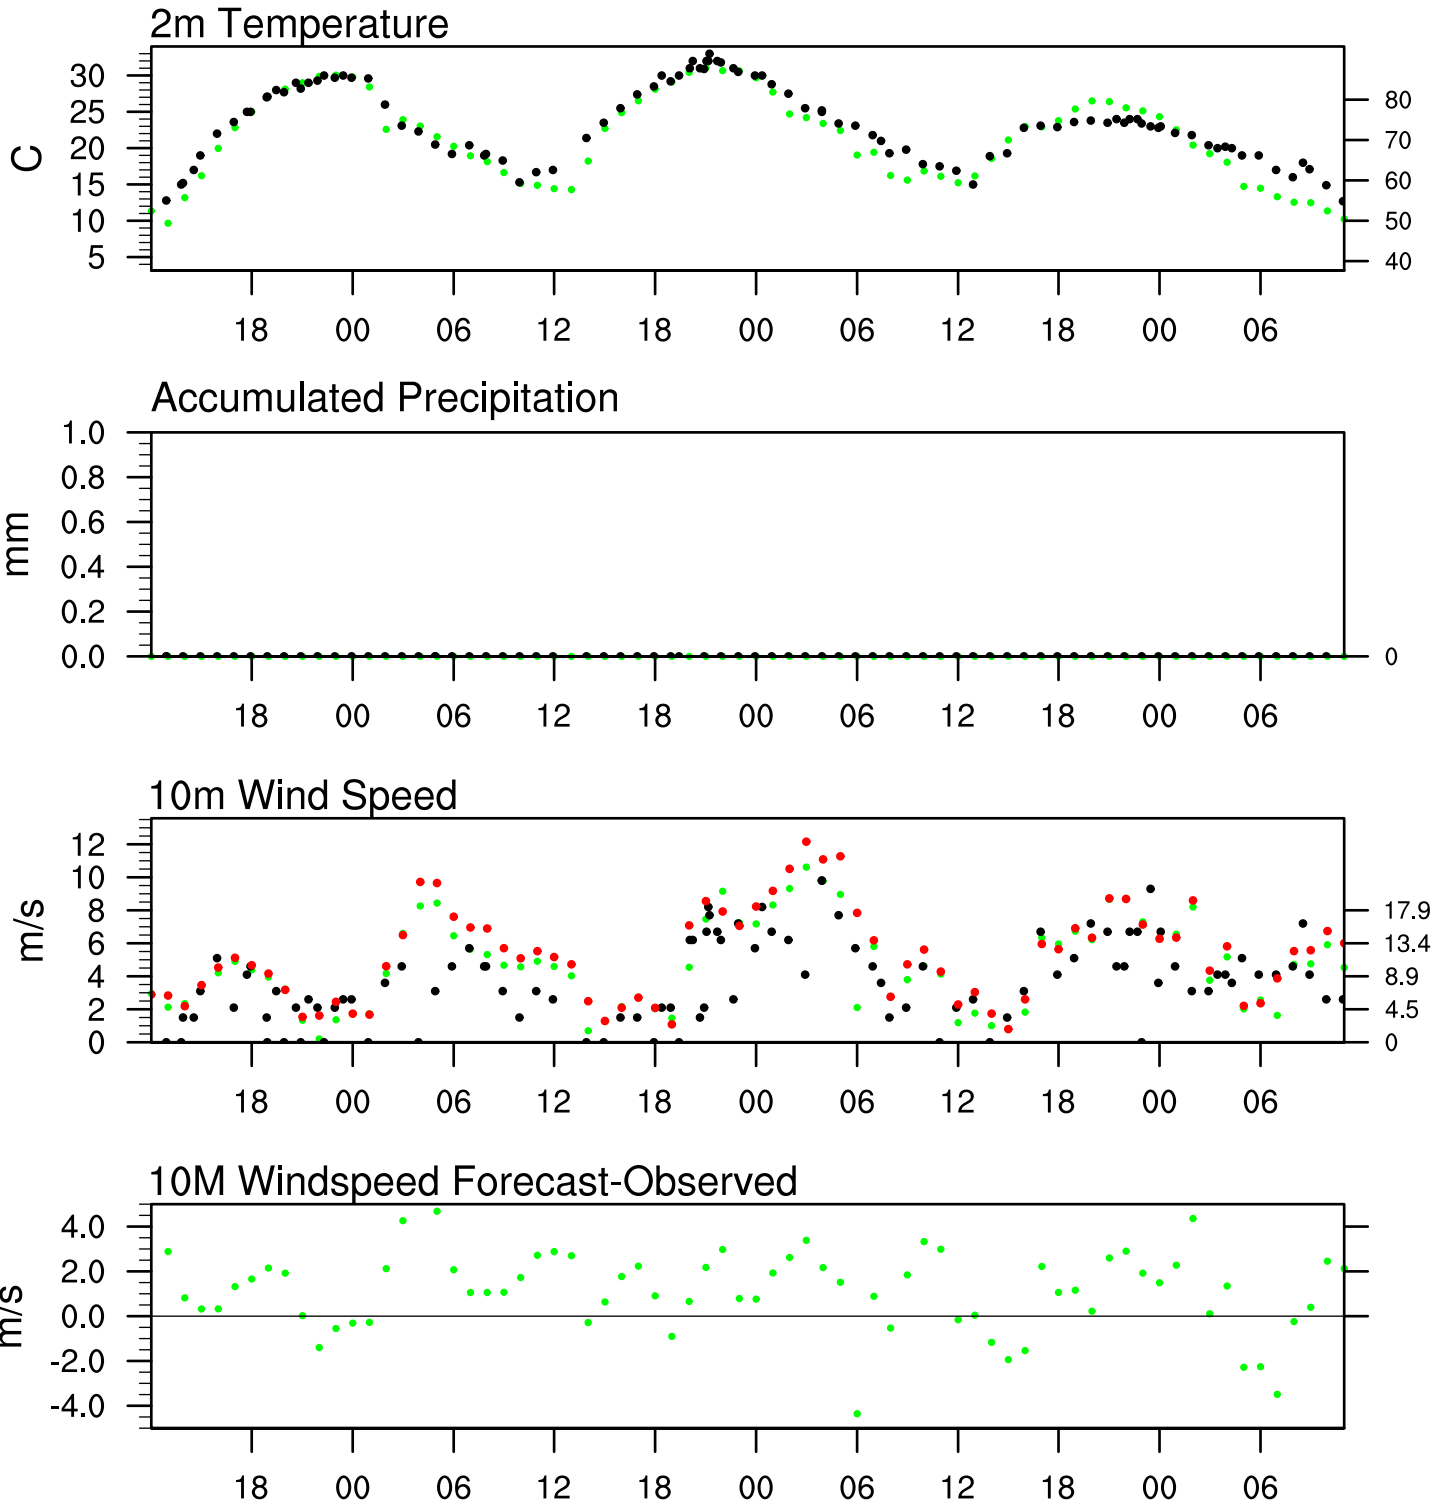 2m Temperature
30
25
20
15
10
5
C
80
70
60
50
40
18 00 06 12 18 00 06 12 18 00 06
Accumulated Precipitation
1.0
0.8
0.6
0.4
0.2
0.0
mm
0
18 00 06 12 18 00 06 12 18 00 06
10m Wind Speed
12
10
8
6
4
2
0
m/s
17.9
13.4
8.9
4.5
0
18 00 06 12 18 00 06 12 18 00 06
10M Windspeed Forecast-Observed
4.0
2.0
0.0
-2.0
-4.0
m/s
18 00 06 12 18 00 06 12 18 00 06